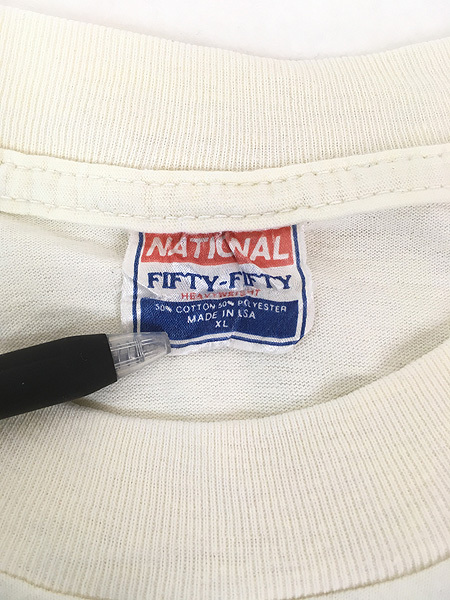 NATIONAL
FIFTY-FIFTY
HEAVYWEIGHT
50% COTTON 50% POLYESTER
MADE IN USA
XL